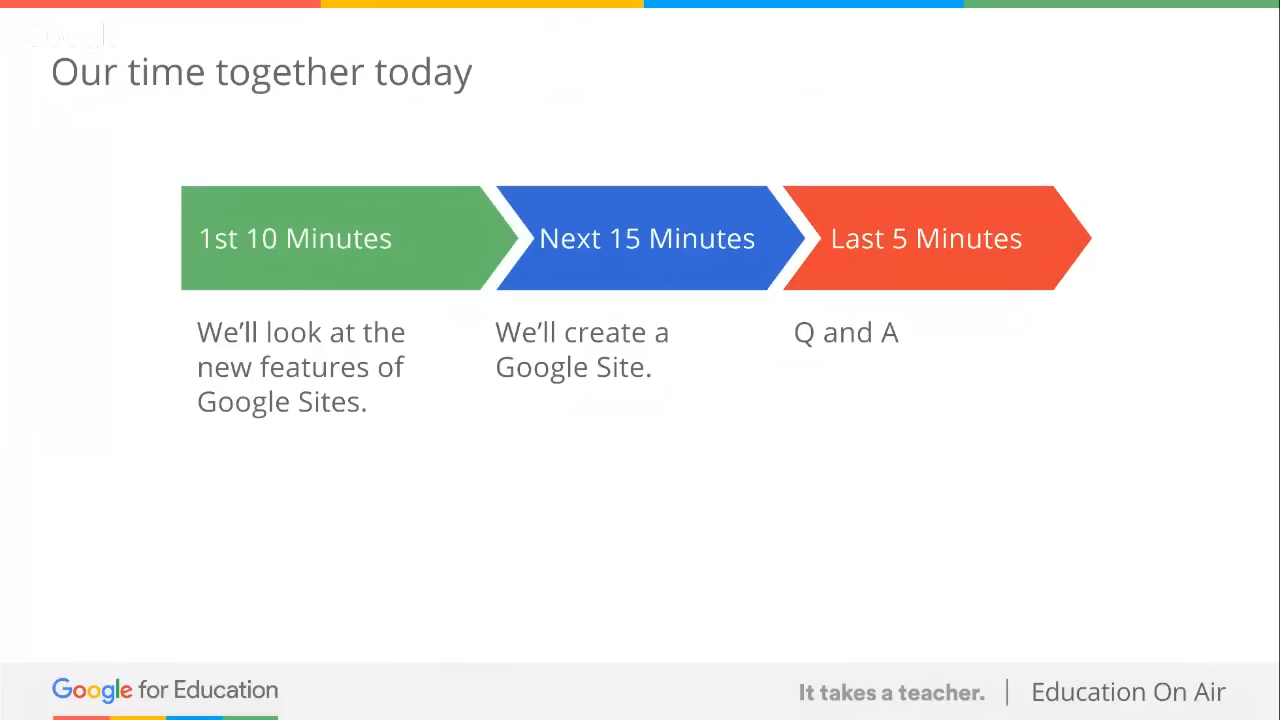 Google
Our time together today
1st 10 Minutes
Next 15 Minutes
Last 5 Minutes
We’ll look at the
new features of
Google Sites.
We’ll create a
Google Site.
Q and A
Google for Education
It takes a teacher. | Education On Air